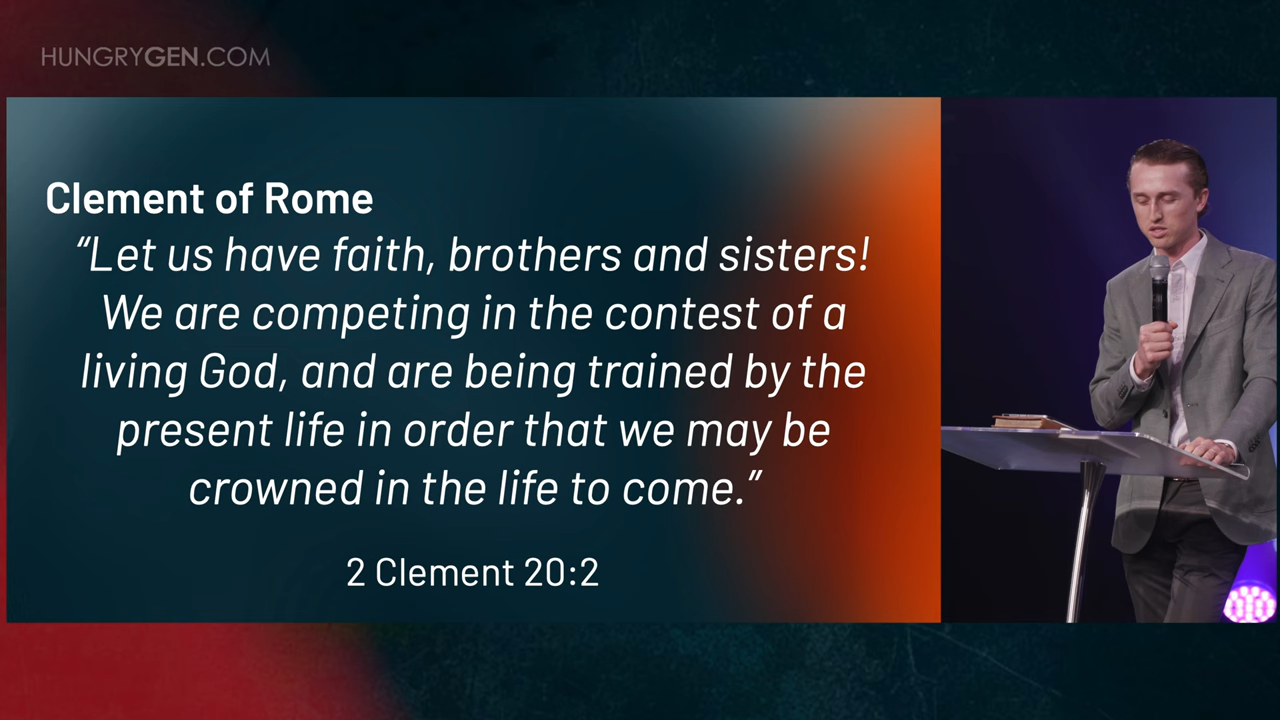 HUNGRYGEN.COM
Clement of Rome
“Let us have faith, brothers and sisters!
We are competing in the contest of a
living God, and are being trained by the
present life in order that we may be
crowned in the life to come.”
2 Clement 20:2